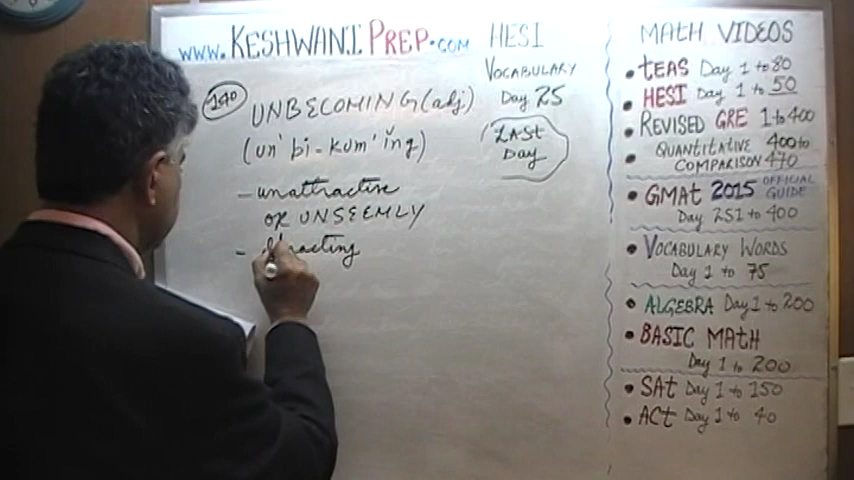 www.KESHWANI PREP.com
HESI
VOCABULARY
Day 25
LAST
Day
190
UNBECOMING (adj)
(un' bi-kum' ing)
- unattractive
or UNSEEMLY
-
MATH VIDEOS
• TEAS Day 1 to 80
• HESI Day 1 to 50
• REVISED GRE 1 to 400
• QUANTITATIVE 400 to
COMPARISON 470
• GMAT 2015 OFFICIAL
GUIDE
Day 251 to 400
• VOCABULARY WORDS
Day 1 to 75
• ALGEBRA Day 1 to 200
• BASIC MATH
Day 1 to 200
• SAT Day 1 to 150
• ACT Day 1 to 40